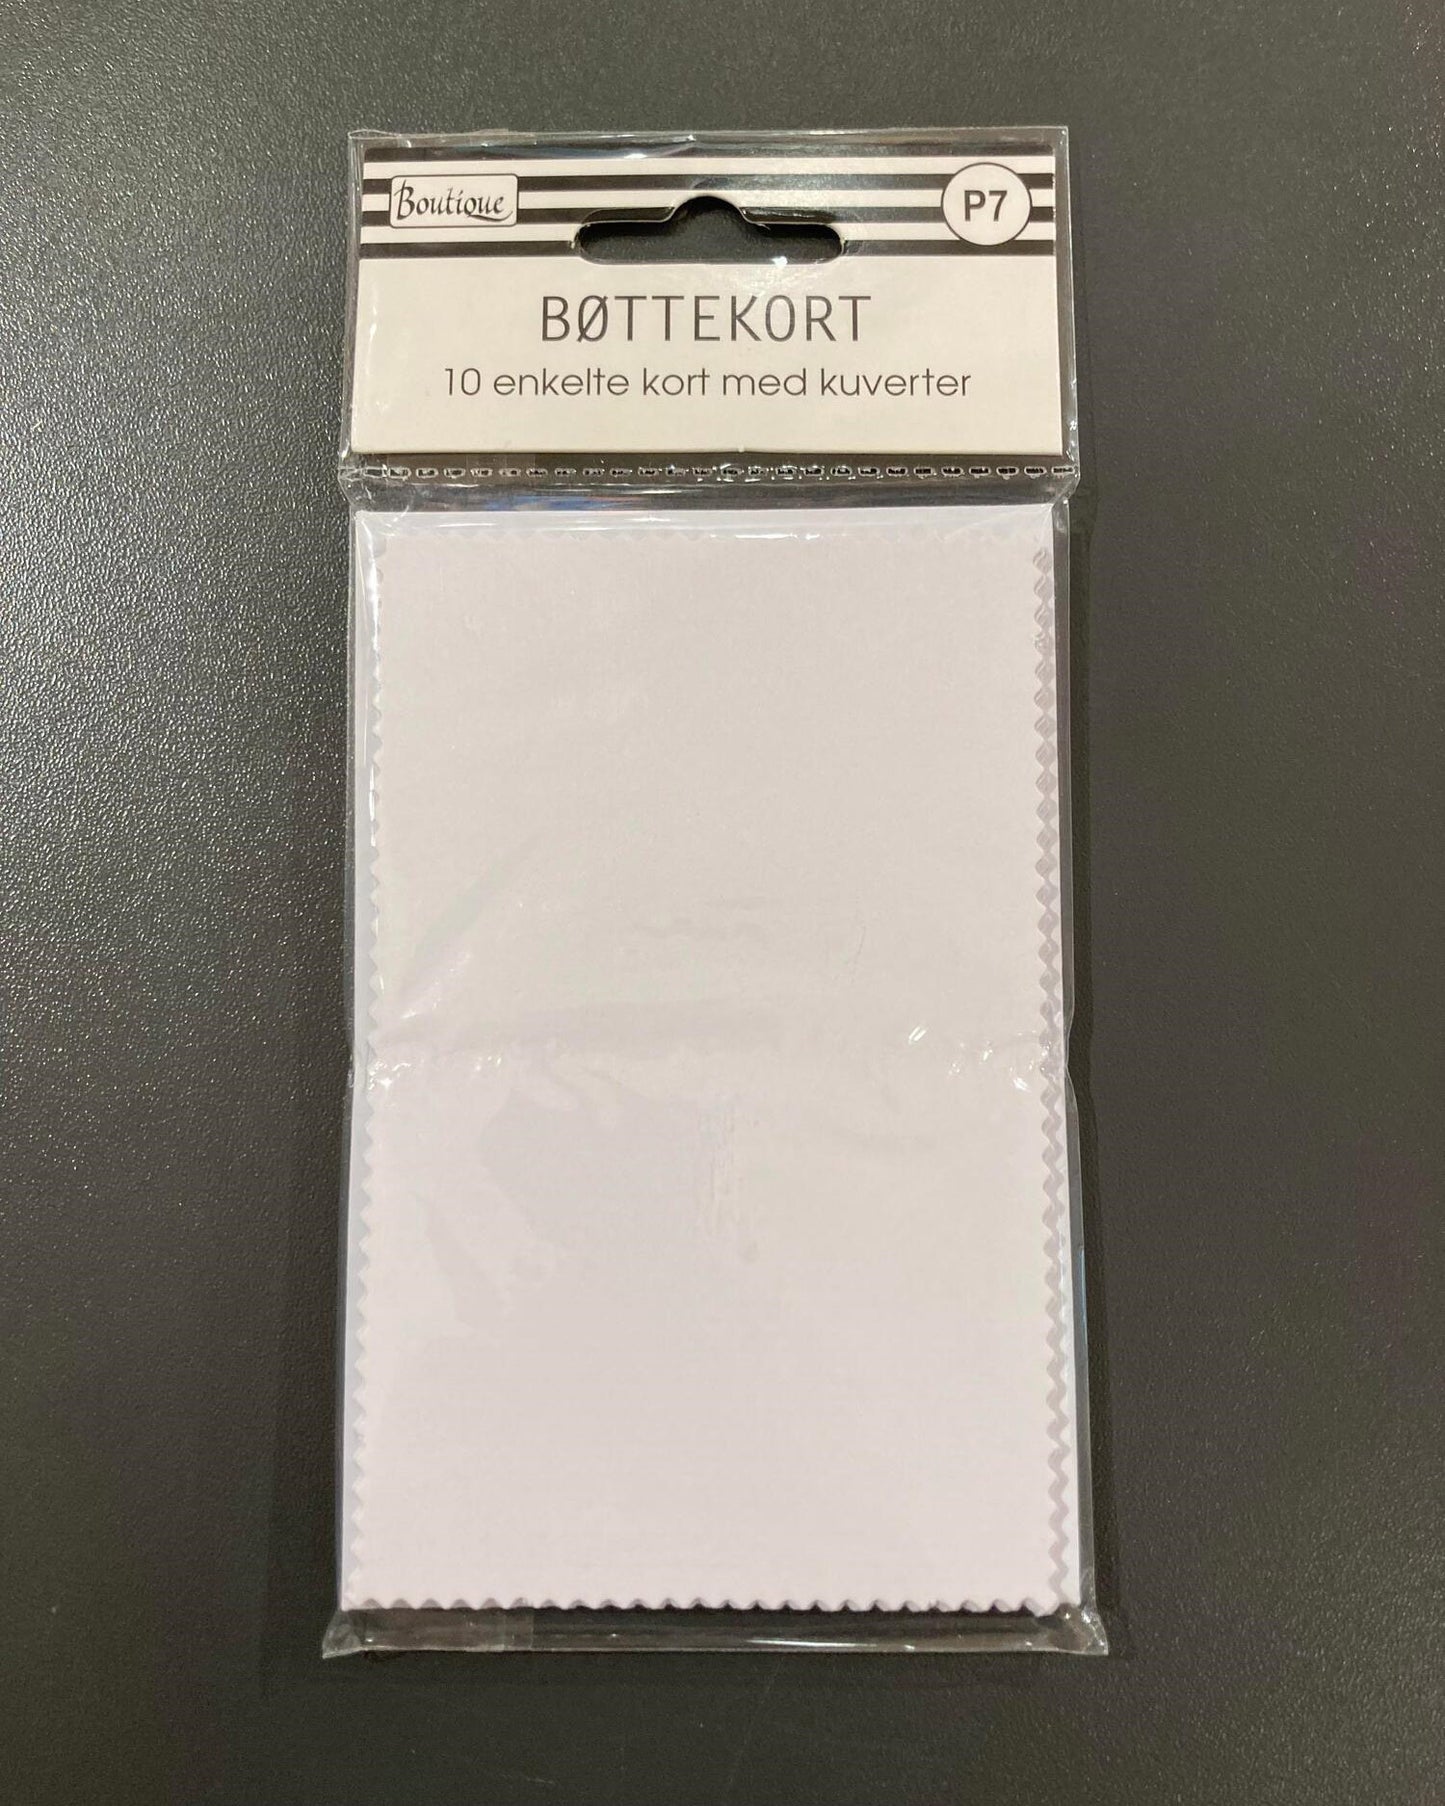 Boutique
P7
BØTTEKORT
10 enkelte kort med kuverter